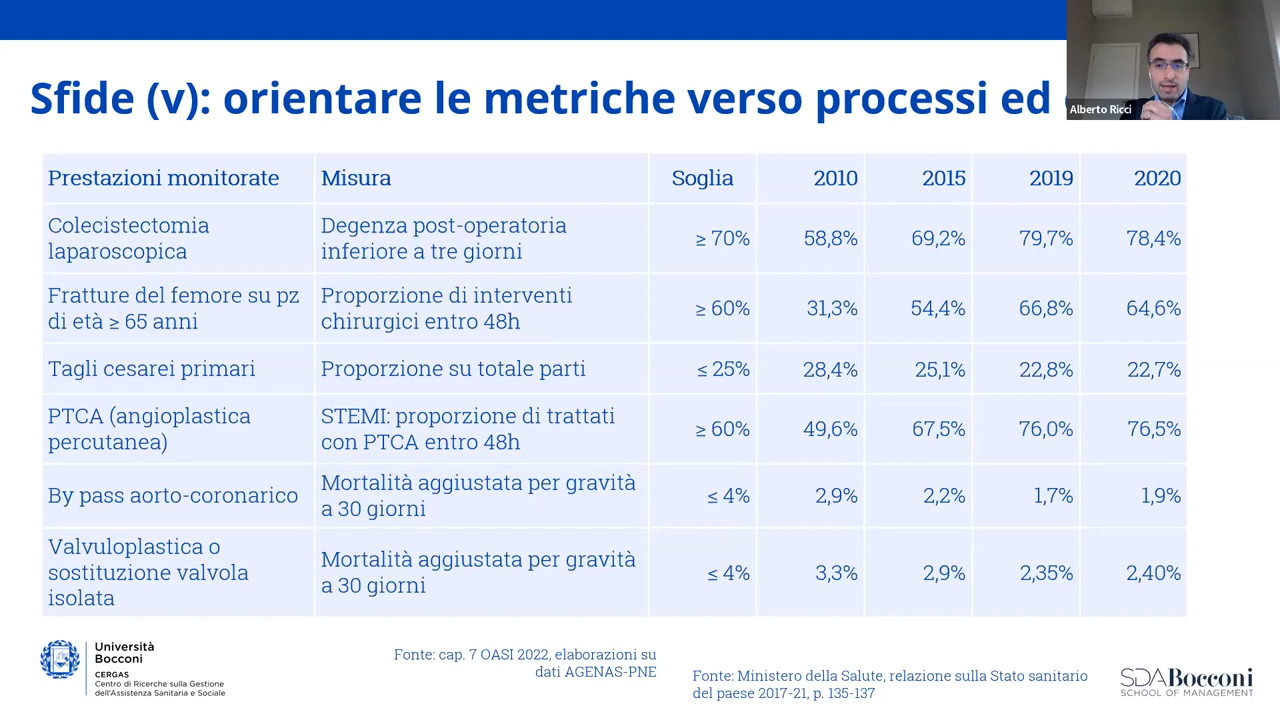 Sfide (v): orientare le metriche verso processi ed
Alberto Ricci
Prestazioni monitorate Misura Soglia 2010 2015 2019 2020
Colecistectomia
laparoscopica
Degenza post-operatoria
inferiore a tre giorni
≥ 70% 58,8% 69,2% 79,7% 78,4%
Fratture del femore su pz
di età ≥ 65 anni
Proporzione di interventi
chirurgici entro 48h
≥ 60% 31,3% 54,4% 66,8% 64,6%
Tagli cesarei primari Proporzione su totale parti ≤ 25% 28,4% 25,1% 22,8% 22,7%
PTCA (angioplastica
percutanea)
STEMI: proporzione di trattati
con PTCA entro 48h
≥ 60% 49,6% 67,5% 76,0% 76,5%
By pass aorto-coronarico
Mortalità aggiustata per gravità
a 30 giorni
≤ 4% 2,9% 2,2% 1,7% 1,9%
Valvuloplastica o
sostituzione valvola
isolata
Mortalità aggiustata per gravità
a 30 giorni
≤ 4% 3,3% 2,9% 2,35% 2,40%
Università
Bocconi
CERGAS
Centro di Ricerche sulla Gestione
dell'Assistenza Sanitaria e Sociale
Fonte: cap. 7 OASI 2022, elaborazioni su
dati AGENAS-PNE
Fonte: Ministero della Salute, relazione sulla Stato sanitario
del paese 2017-21, p. 135-137
SDA Bocconi
SCHOOL OF MANAGEMENT